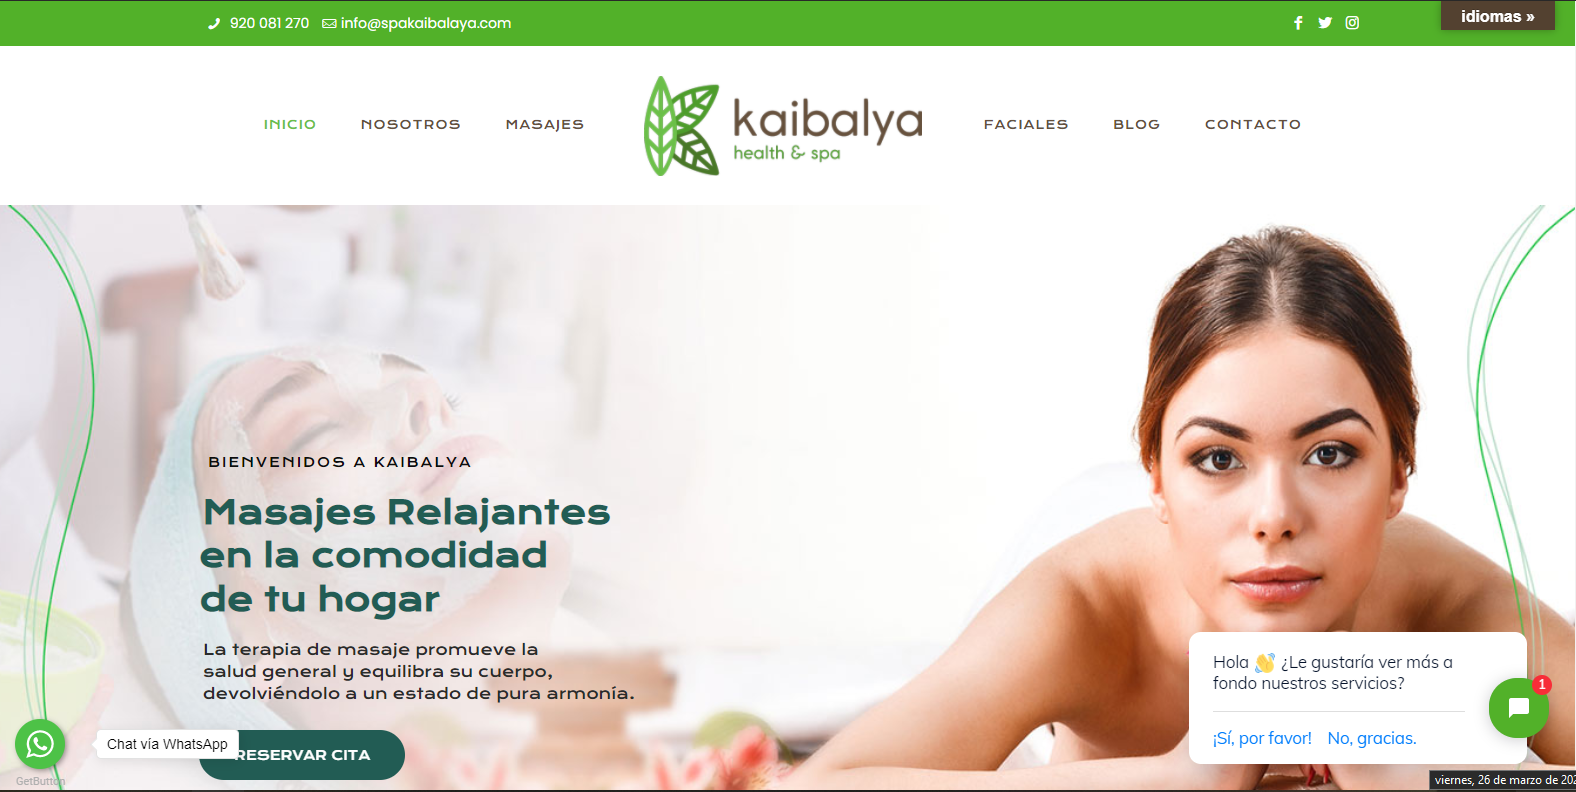 920 081 270 info@spakaibalaya.com
idiomas »
INICIO NOSOTROS MASAJES
kaibalya
health & spa
FACIALES BLOG CONTACTO
BIENVENIDOS A KAIBALYA
Masajes Relajantes
en la comodidad
de tu hogar
La terapia de masaje promueve la
salud general y equilibra su cuerpo,
devolviéndolo a un estado de pura armonía.
RESERVAR CITA
Chat vía WhatsApp
GetButton
Hola 👋 ¿Le gustaría ver más a
fondo nuestros servicios?
¡Sí, por favor! No, gracias.
1
viernes, 26 de marzo de